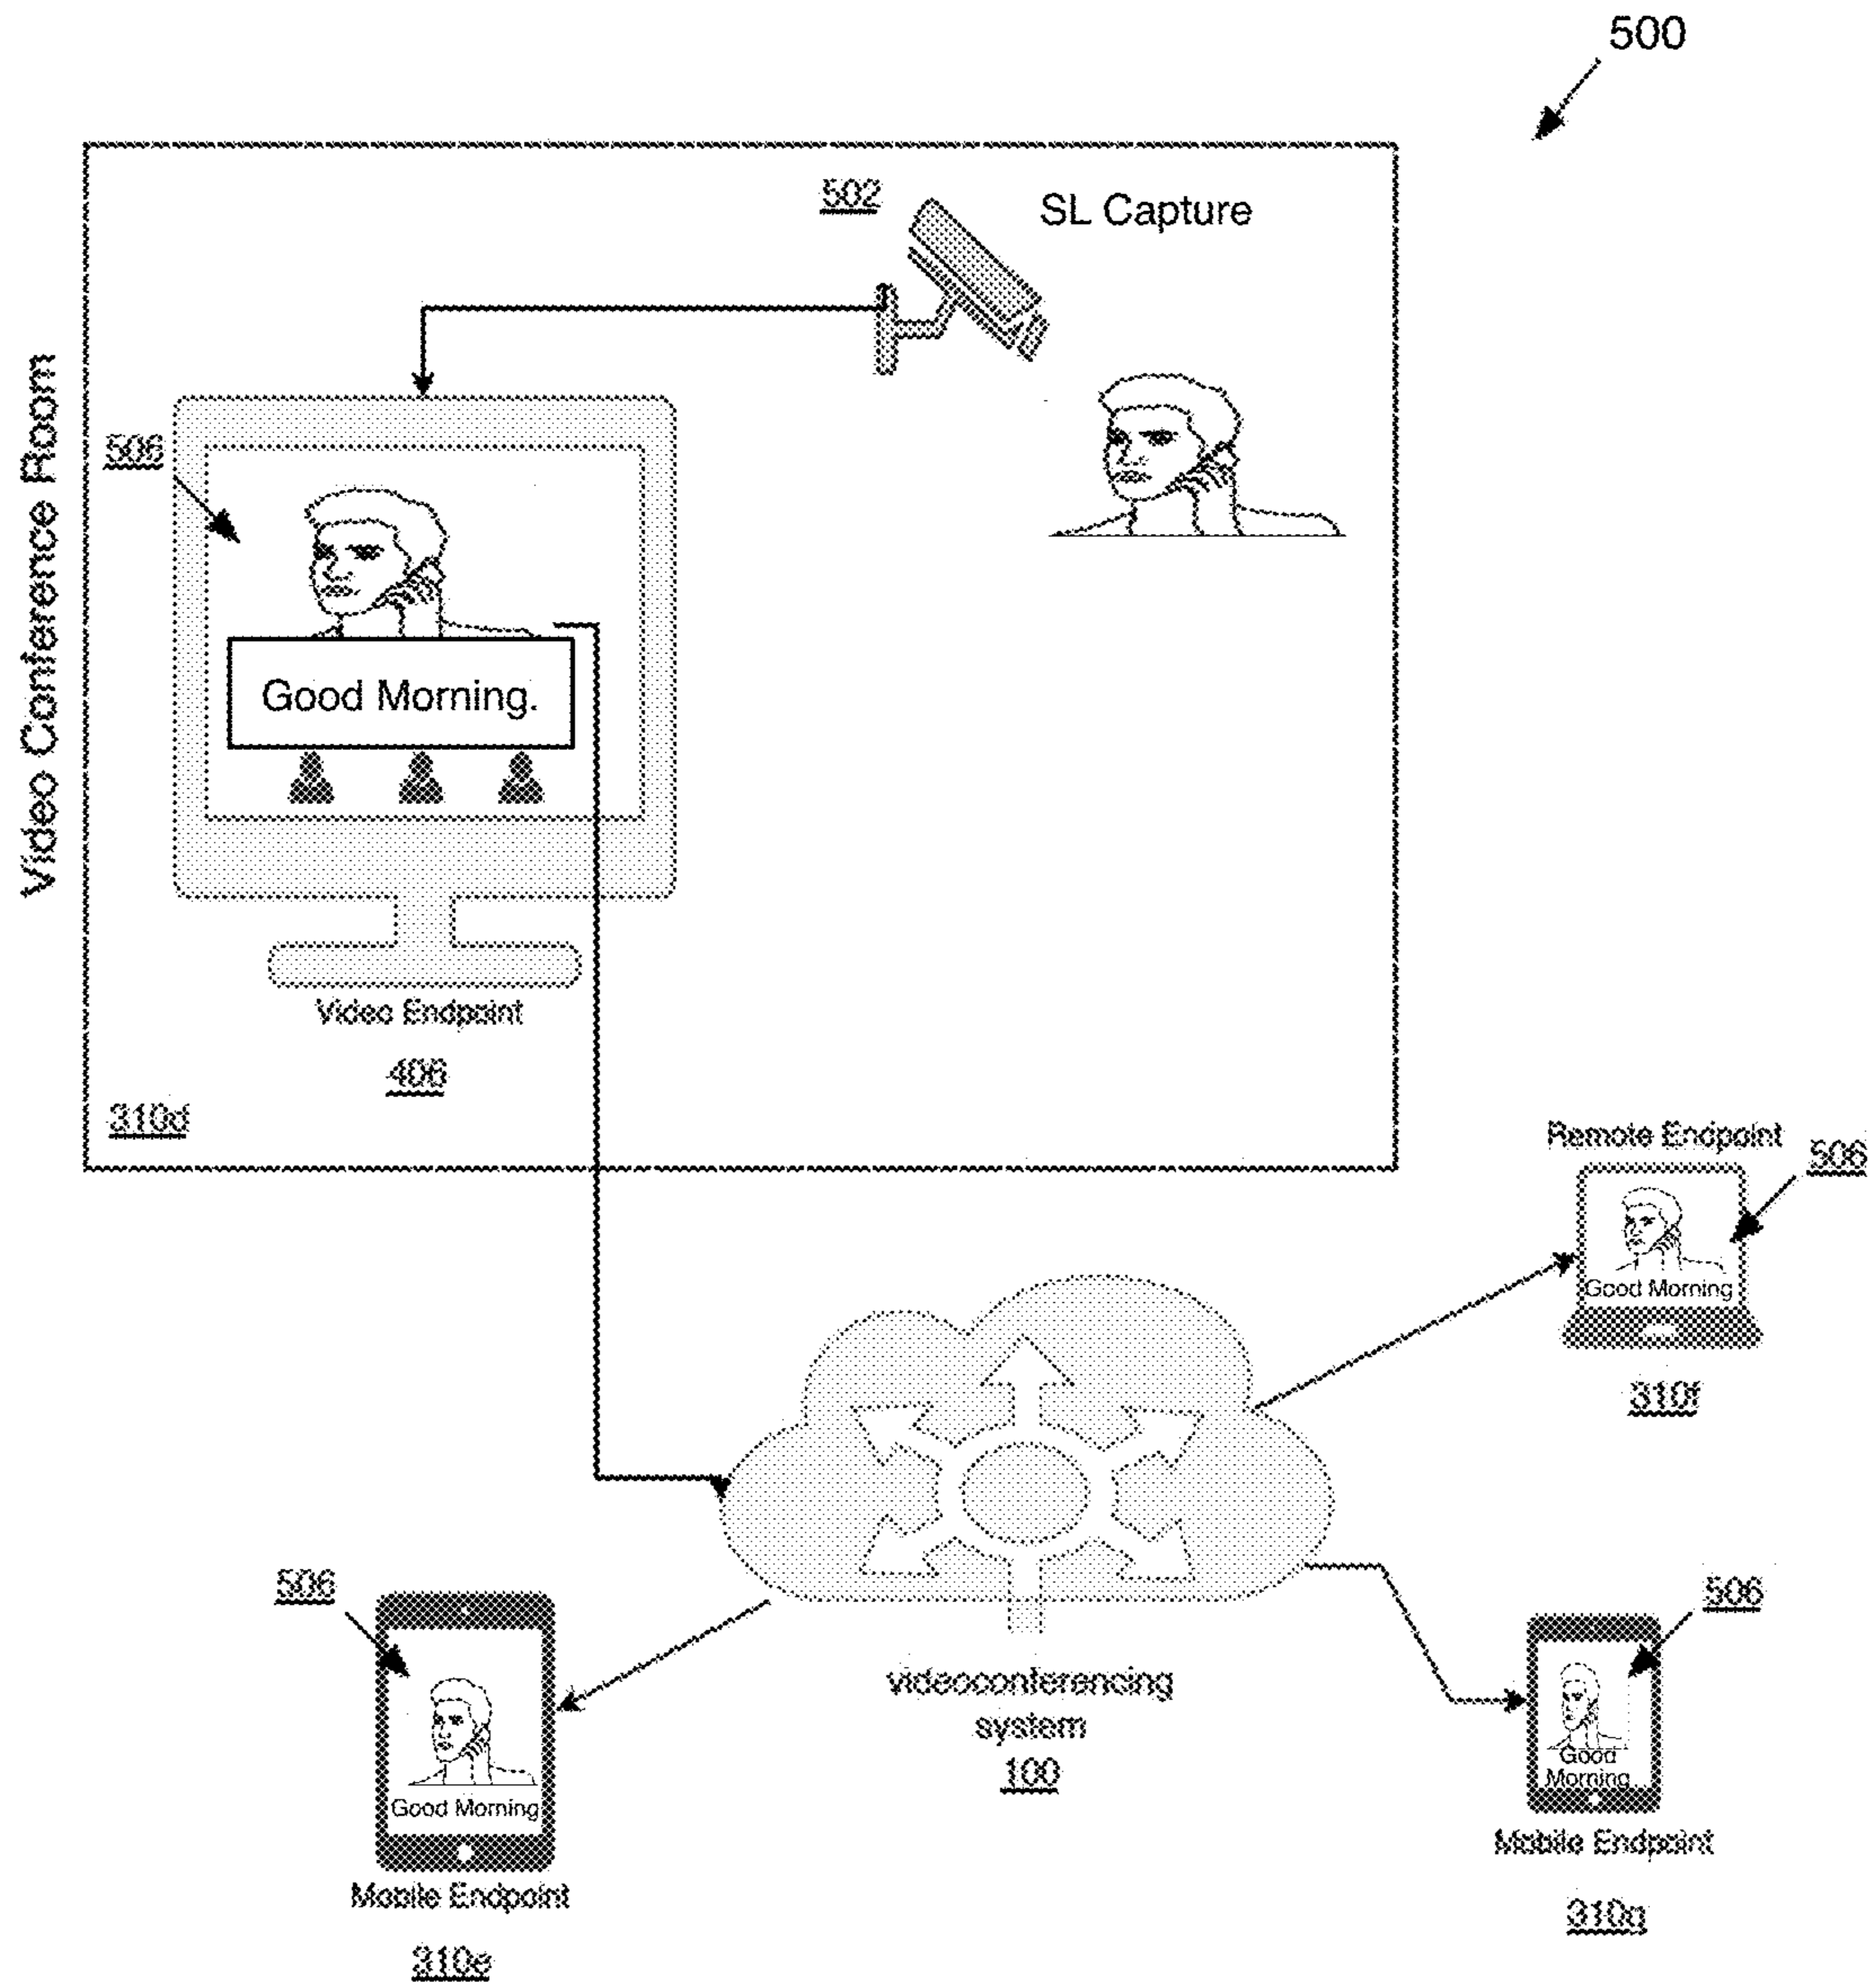 500
502
SL Capture
Video Conference Room
506
Good Morning.
Video Endpoint
406
310d
Remote Endpoint
506
Good Morning
310f
506
506
videoconferencing
system
100
Good
Morning
Good Morning
Mobile Endpoint
310g
Mobile Endpoint
310e